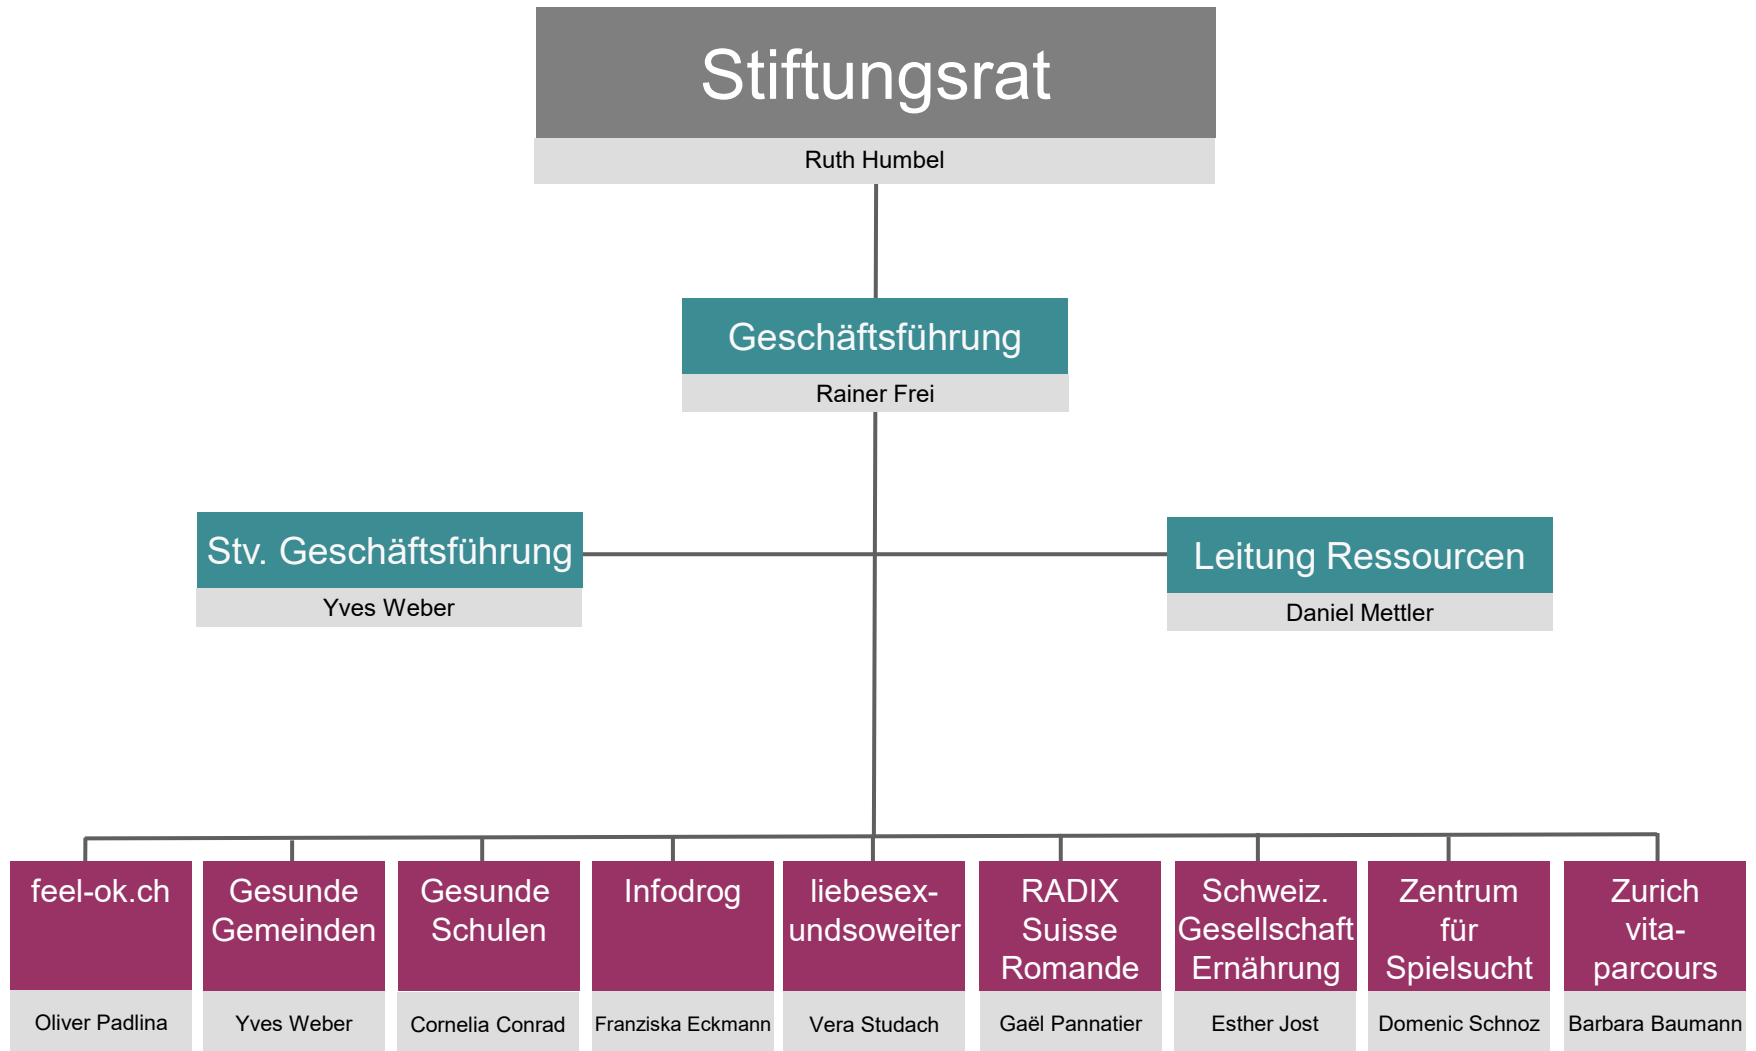 Stiftungsrat
Ruth Humbel
Geschäftsführung
Rainer Frei
Stv. Geschäftsführung
Yves Weber
Leitung Ressourcen
Daniel Mettler
feel-ok.ch
Oliver Padlina
Gesunde
Gemeinden
Yves Weber
Gesunde
Schulen
Cornelia Conrad
Infodrog
Franziska Eckmann
liebesex-
undsoweiter
Vera Studach
RADIX
Suisse
Romande
Gaël Pannatier
Schweiz.
Gesellschaft
Ernährung
Esther Jost
Zentrum
für
Spielsucht
Domenic Schnoz
Zurich
vita-
parcours
Barbara Baumann